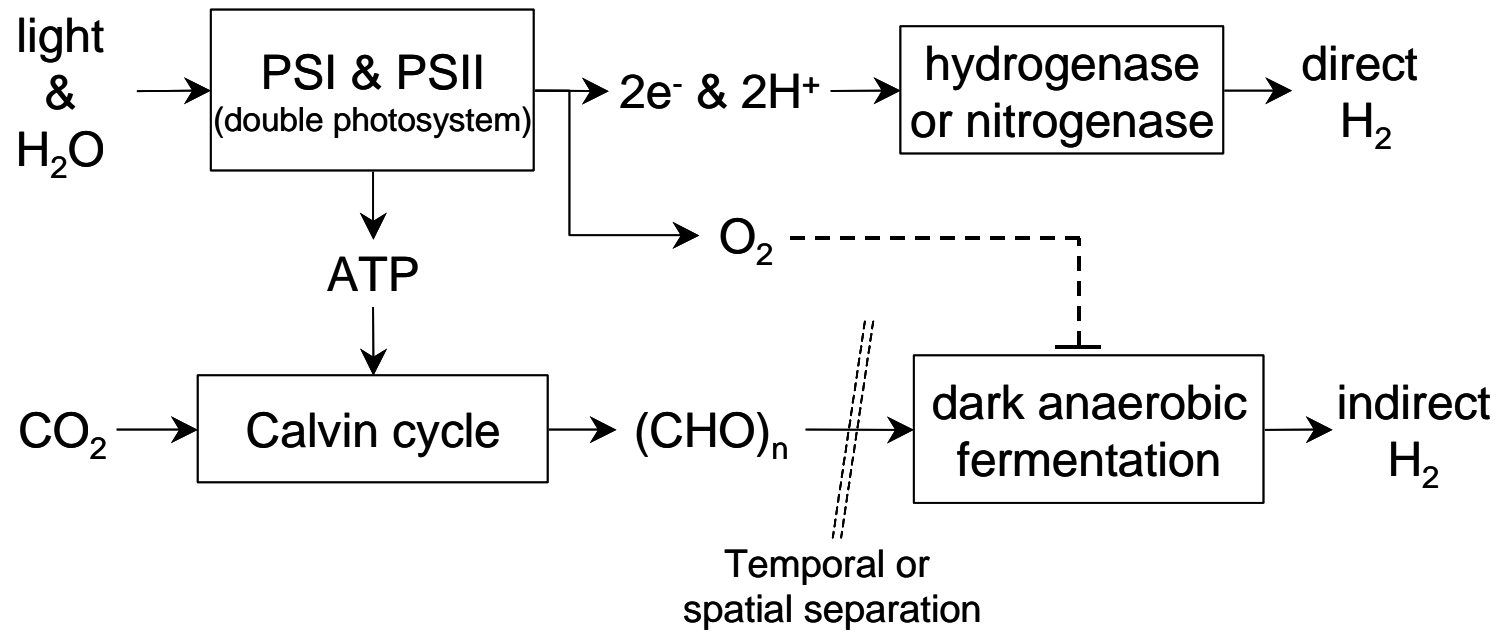 light
&
H₂O
PSI & PSII
(double photosystem)
2e⁻ & 2H⁺
hydrogenase
or nitrogenase
direct
H₂
O₂
ATP
CO₂
Calvin cycle
(CHO)ₙ
dark anaerobic
fermentation
indirect
H₂
Temporal or
spatial separation